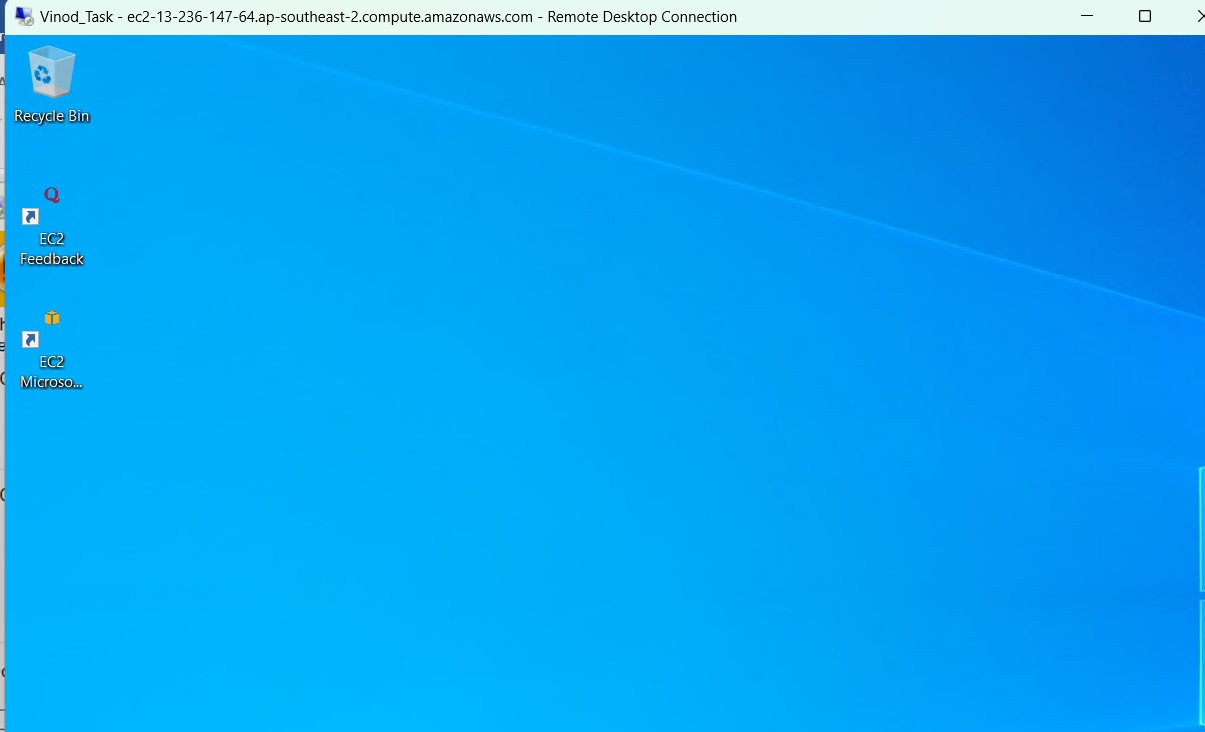 Vinod_Task - ec2-13-236-147-64.ap-southeast-2.compute.amazonaws.com - Remote Desktop Connection
Recycle Bin
EC2
Feedback
EC2
Microso...